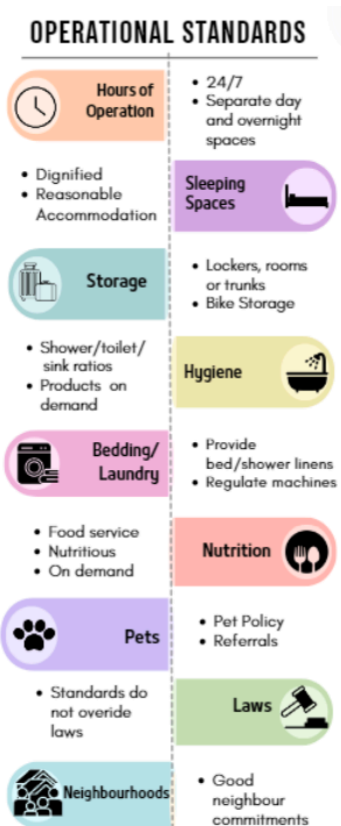 OPERATIONAL STANDARDS
Hours of
Operation
• 24/7
• Separate day
and overnight
spaces
Sleeping
Spaces
• Dignified
• Reasonable
Accommodation
Storage
• Lockers, rooms
or trunks
• Bike Storage
Hygiene
• Shower/toilet/
sink ratios
• Products on
demand
Bedding/
Laundry
• Provide
bed/shower linens
• Regulate machines
Nutrition
• Food service
• Nutritious
• On demand
Pets
• Pet Policy
• Referrals
Laws
• Standards do
not overide
laws
Neighbourhoods
• Good
neighbour
commitments